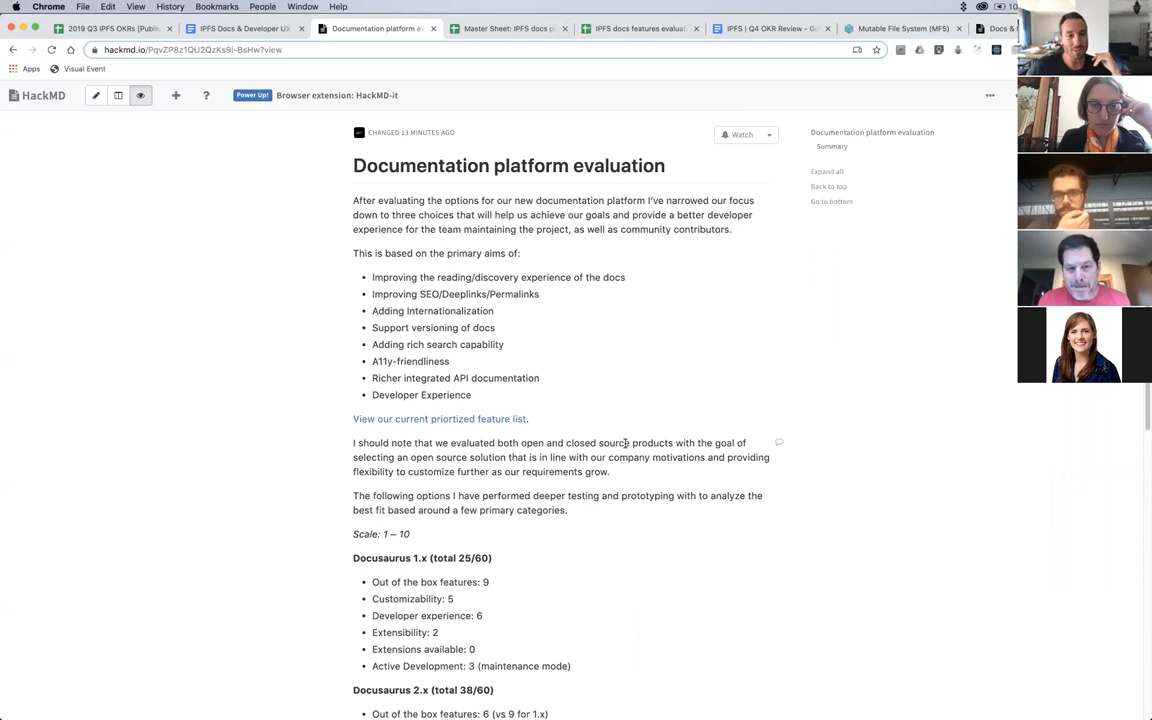 Chrome File Edit View History Bookmarks People Window Help 10
2019 Q3 IPFS OKRs [Publi
IPFS Docs & Developer UX
Documentation platform ev
Master Sheet: IPFS docs pl
IPFS docs features evaluat
IPFS | Q4 OKR Review - Go
Mutable File System (MFS)
Docs &
hackmd.io/PqvZP8z1QU2QzKs9i-BsHw?view
Apps Visual Event
HackMD + ? Power Up! Browser extension: HackMD-it
CHANGED 13 MINUTES AGO
Watch
Documentation platform evaluation
Summary
Expand all
Back to top
Go to bottom
Documentation platform evaluation
After evaluating the options for our new documentation platform I've narrowed our focus
down to three choices that will help us achieve our goals and provide a better developer
experience for the team maintaining the project, as well as community contributors.
This is based on the primary aims of:
• Improving the reading/discovery experience of the docs
• Improving SEO/Deeplinks/Permalinks
• Adding Internationalization
• Support versioning of docs
• Adding rich search capability
• A11y-friendliness
• Richer integrated API documentation
• Developer Experience
View our current priortized feature list.
I should note that we evaluated both open and closed source products with the goal of
selecting an open source solution that is in line with our company motivations and providing
flexibility to customize further as our requirements grow.
The following options I have performed deeper testing and prototyping with to analyze the
best fit based around a few primary categories.
Scale: 1 – 10
Docusaurus 1.x (total 25/60)
• Out of the box features: 9
• Customizability: 5
• Developer experience: 6
• Extensibility: 2
• Extensions available: 0
• Active Development: 3 (maintenance mode)
Docusaurus 2.x (total 38/60)
• Out of the box features: 6 (vs 9 for 1.x)